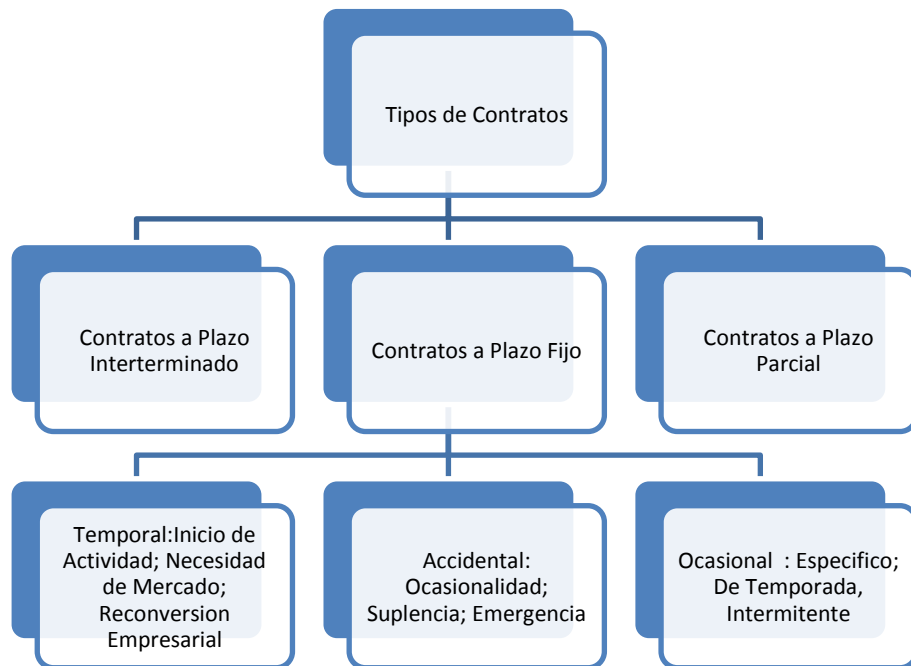 Tipos de Contratos
Contratos a Plazo
Interterminado
Contratos a Plazo Fijo
Contratos a Plazo
Parcial
Temporal:Inicio de
Actividad; Necesidad
de Mercado;
Reconversion
Empresarial
Accidental:
Ocasionalidad;
Suplencia; Emergencia
Ocasional : Especifico;
De Temporada,
Intermitente